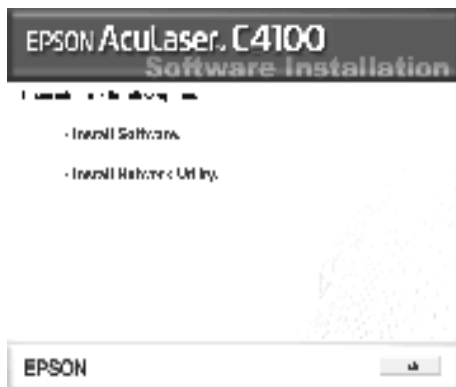 EPSON AcuLaser. C4100
Software Installation
- Install Software.
- Install Network Utility.
EPSON